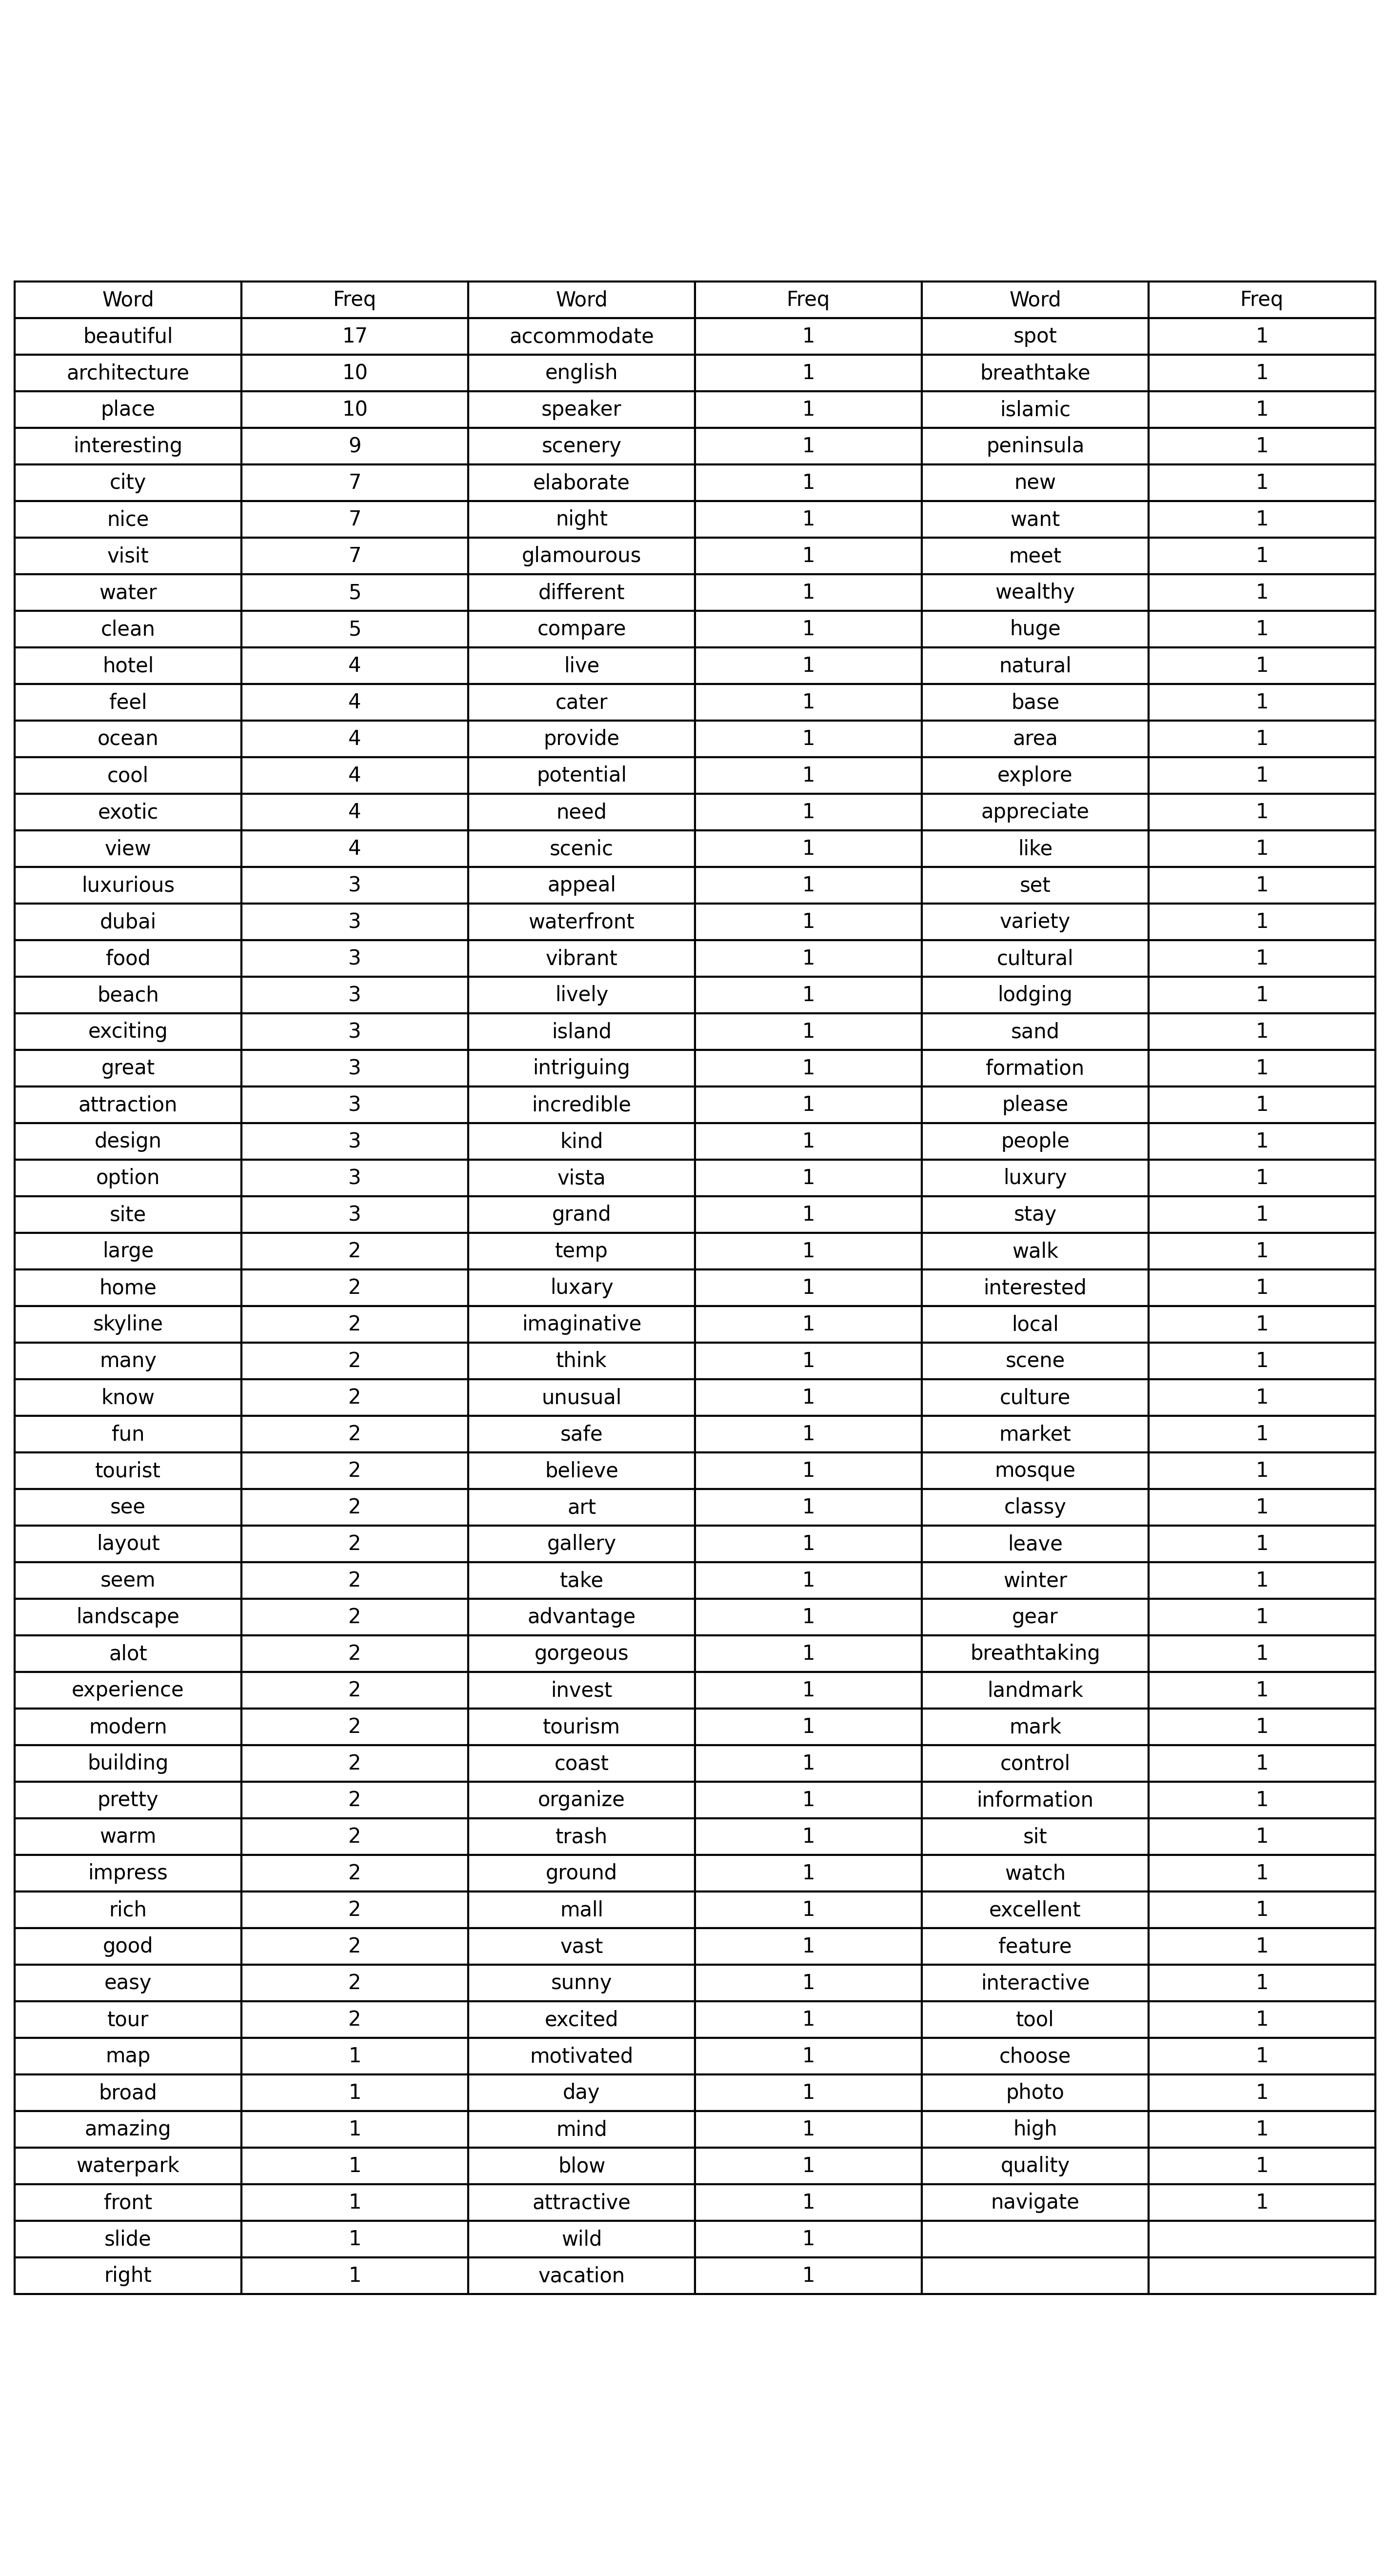 Word Freq Word Freq Word Freq
beautiful 17 accommodate 1 spot 1
architecture 10 english 1 breathtake 1
place 10 speaker 1 islamic 1
interesting 9 scenery 1 peninsula 1
city 7 elaborate 1 new 1
nice 7 night 1 want 1
visit 7 glamourous 1 meet 1
water 5 different 1 wealthy 1
clean 5 compare 1 huge 1
hotel 4 live 1 natural 1
feel 4 cater 1 base 1
ocean 4 provide 1 area 1
cool 4 potential 1 explore 1
exotic 4 need 1 appreciate 1
view 4 scenic 1 like 1
luxurious 3 appeal 1 set 1
dubai 3 waterfront 1 variety 1
food 3 vibrant 1 cultural 1
beach 3 lively 1 lodging 1
exciting 3 island 1 sand 1
great 3 intriguing 1 formation 1
attraction 3 incredible 1 please 1
design 3 kind 1 people 1
option 3 vista 1 luxury 1
site 3 grand 1 stay 1
large 2 temp 1 walk 1
home 2 luxary 1 interested 1
skyline 2 imaginative 1 local 1
many 2 think 1 scene 1
know 2 unusual 1 culture 1
fun 2 safe 1 market 1
tourist 2 believe 1 mosque 1
see 2 art 1 classy 1
layout 2 gallery 1 leave 1
seem 2 take 1 winter 1
landscape 2 advantage 1 gear 1
alot 2 gorgeous 1 breathtaking 1
experience 2 invest 1 landmark 1
modern 2 tourism 1 mark 1
building 2 coast 1 control 1
pretty 2 organize 1 information 1
warm 2 trash 1 sit 1
impress 2 ground 1 watch 1
rich 2 mall 1 excellent 1
good 2 vast 1 feature 1
easy 2 sunny 1 interactive 1
tour 2 excited 1 tool 1
map 1 motivated 1 choose 1
broad 1 day 1 photo 1
amazing 1 mind 1 high 1
waterpark 1 blow 1 quality 1
front 1 attractive 1 navigate 1
slide 1 wild 1
right 1 vacation 1